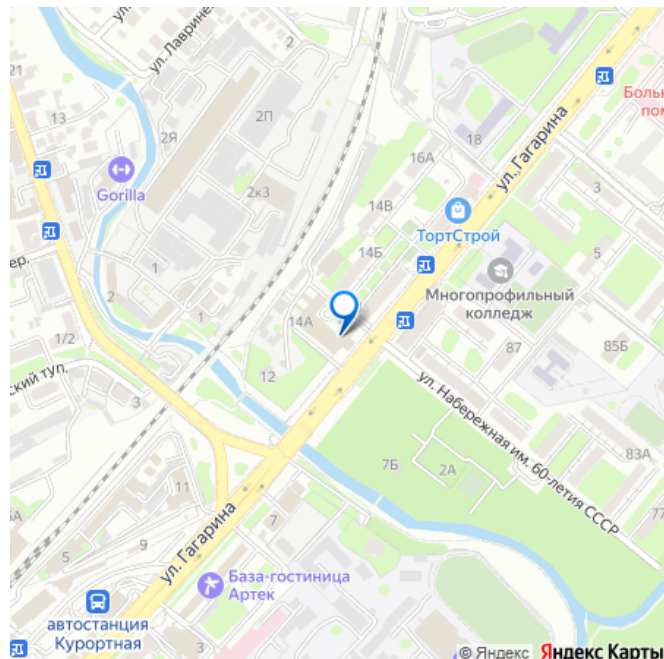 ул. Лавринe
2
21
13
2П
2Я
Gorilla
2к3
18
16А
ул. Гагарина
Боль
пом
3
14В
ТортСтрой
5
пер.
1
14Б
Многопрофильный
колледж
2
14А
1/2
87
85Б
ский туп.
3
12
ул. Набережная им. 60-летия СССР
7Б
2А
83А
77
11
5А
5
9
7
ул. Гагарина
База-гостиница
Артек
автостанция
Курортная
© Яндекс Яндекс Карты